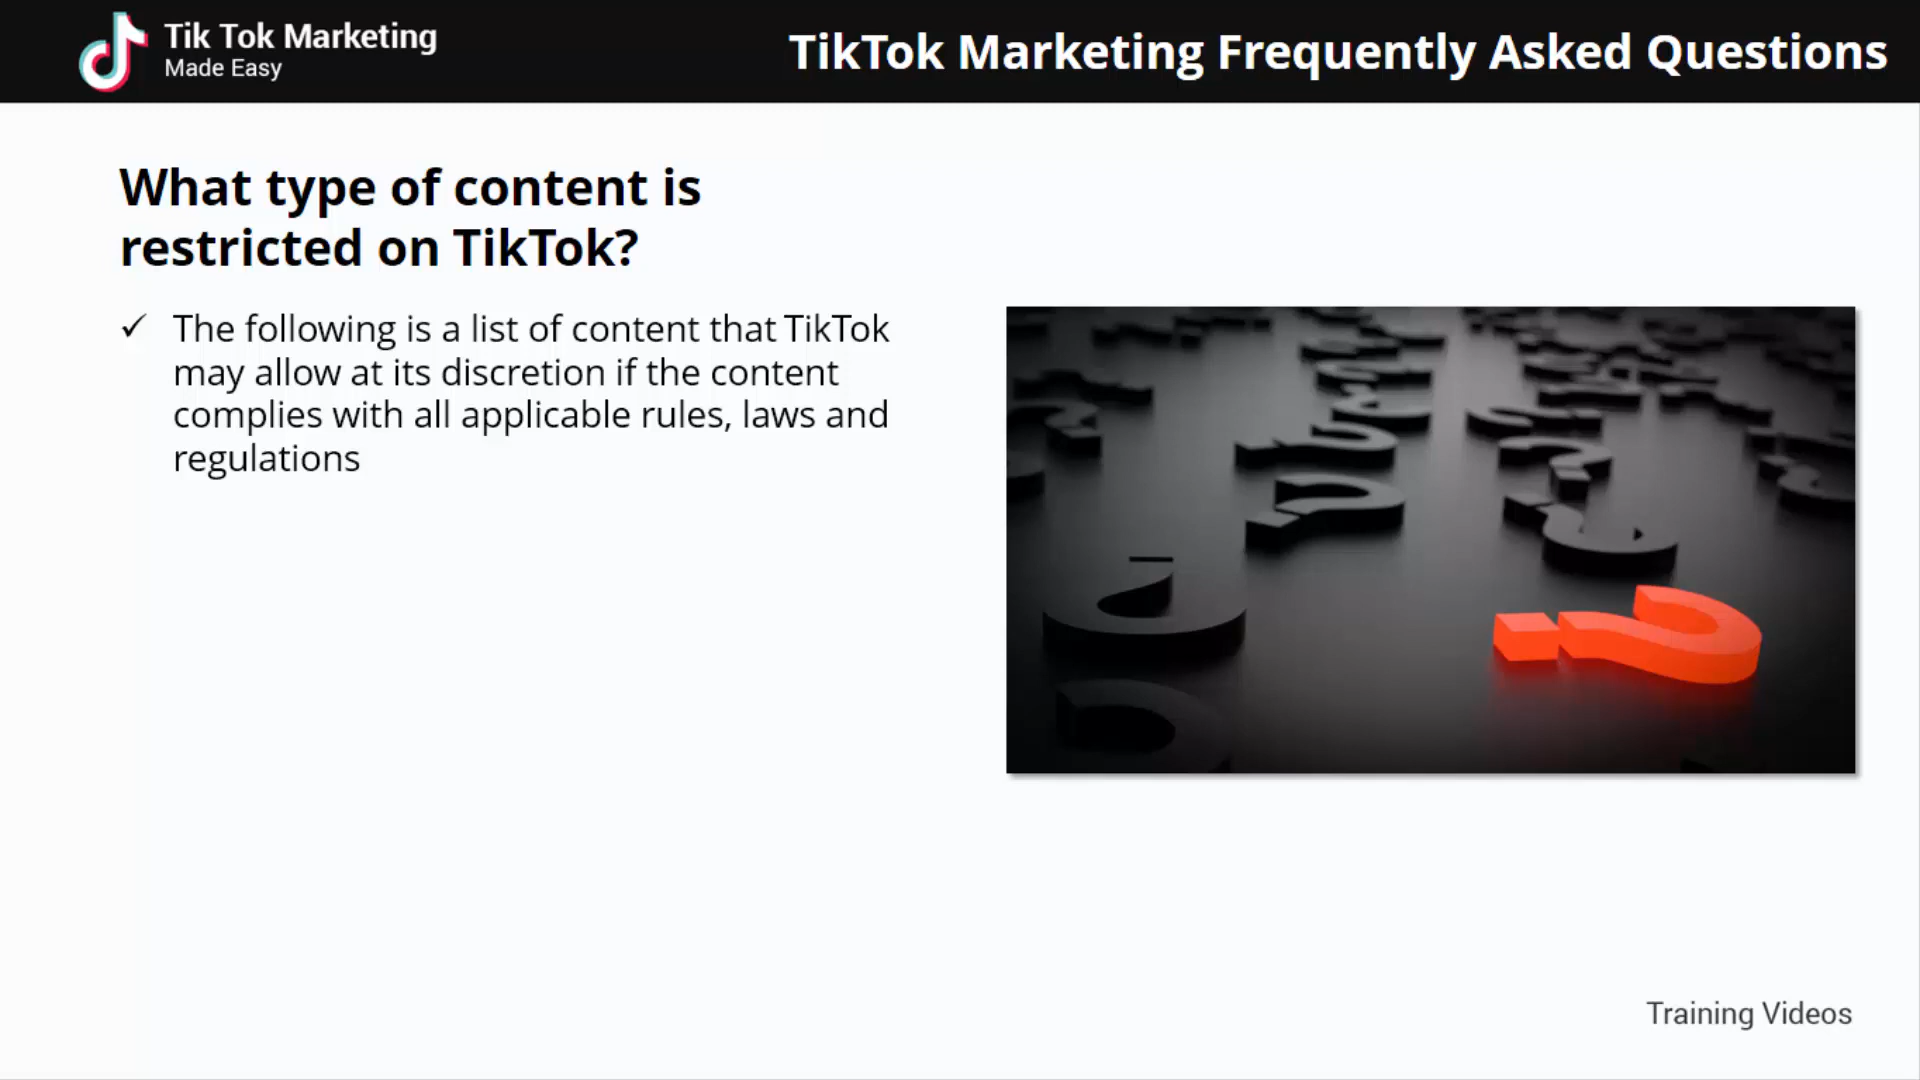 Tik Tok Marketing
Made Easy
TikTok Marketing Frequently Asked Questions
What type of content is
restricted on TikTok?
✓ The following is a list of content that TikTok
may allow at its discretion if the content
complies with all applicable rules, laws and
regulations
Training Videos